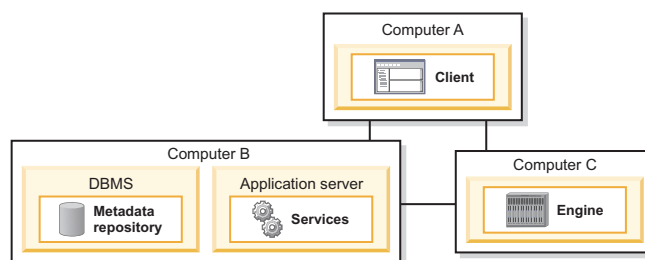 Computer A
Client
Computer B
DBMS
Metadata
repository
Application server
Services
Computer C
Engine